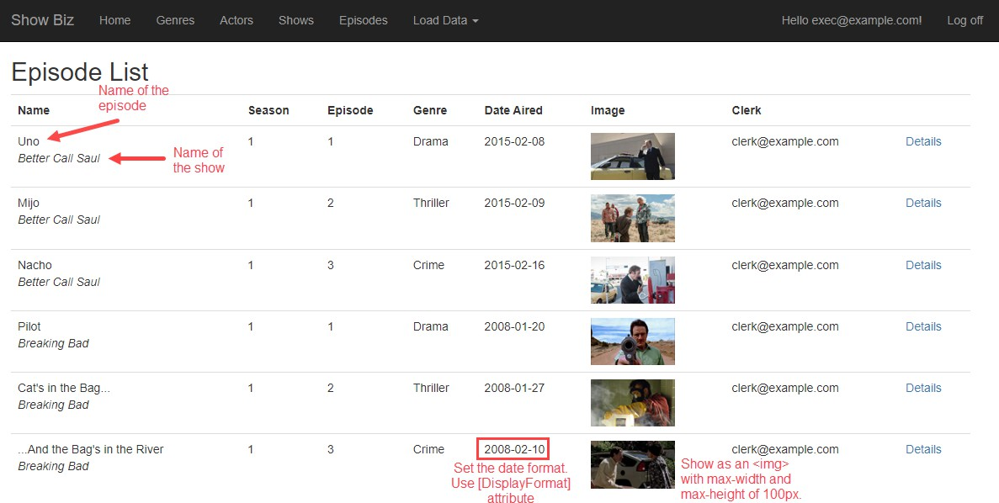 Show Biz Home Genres Actors Shows Episodes Load Data Hello exec@example.com! Log off
Episode List
Name of the
episode
Name Season Episode Genre Date Aired Image Clerk
Uno 1 1 Drama 2015-02-08 clerk@example.com Details
Better Call Saul
Name of
the show
Mijo 1 2 Thriller 2015-02-09 clerk@example.com Details
Better Call Saul
Nacho 1 3 Crime 2015-02-16 clerk@example.com Details
Better Call Saul
Pilot 1 1 Drama 2008-01-20 clerk@example.com Details
Breaking Bad
Cat's in the Bag... 1 2 Thriller 2008-01-27 clerk@example.com Details
Breaking Bad
...And the Bag's in the River 1 3 Crime 2008-02-10 clerk@example.com Details
Breaking Bad
Set the date format.
Use [DisplayFormat]
attribute
Show as an <img>
with max-width and
max-height of 100px.